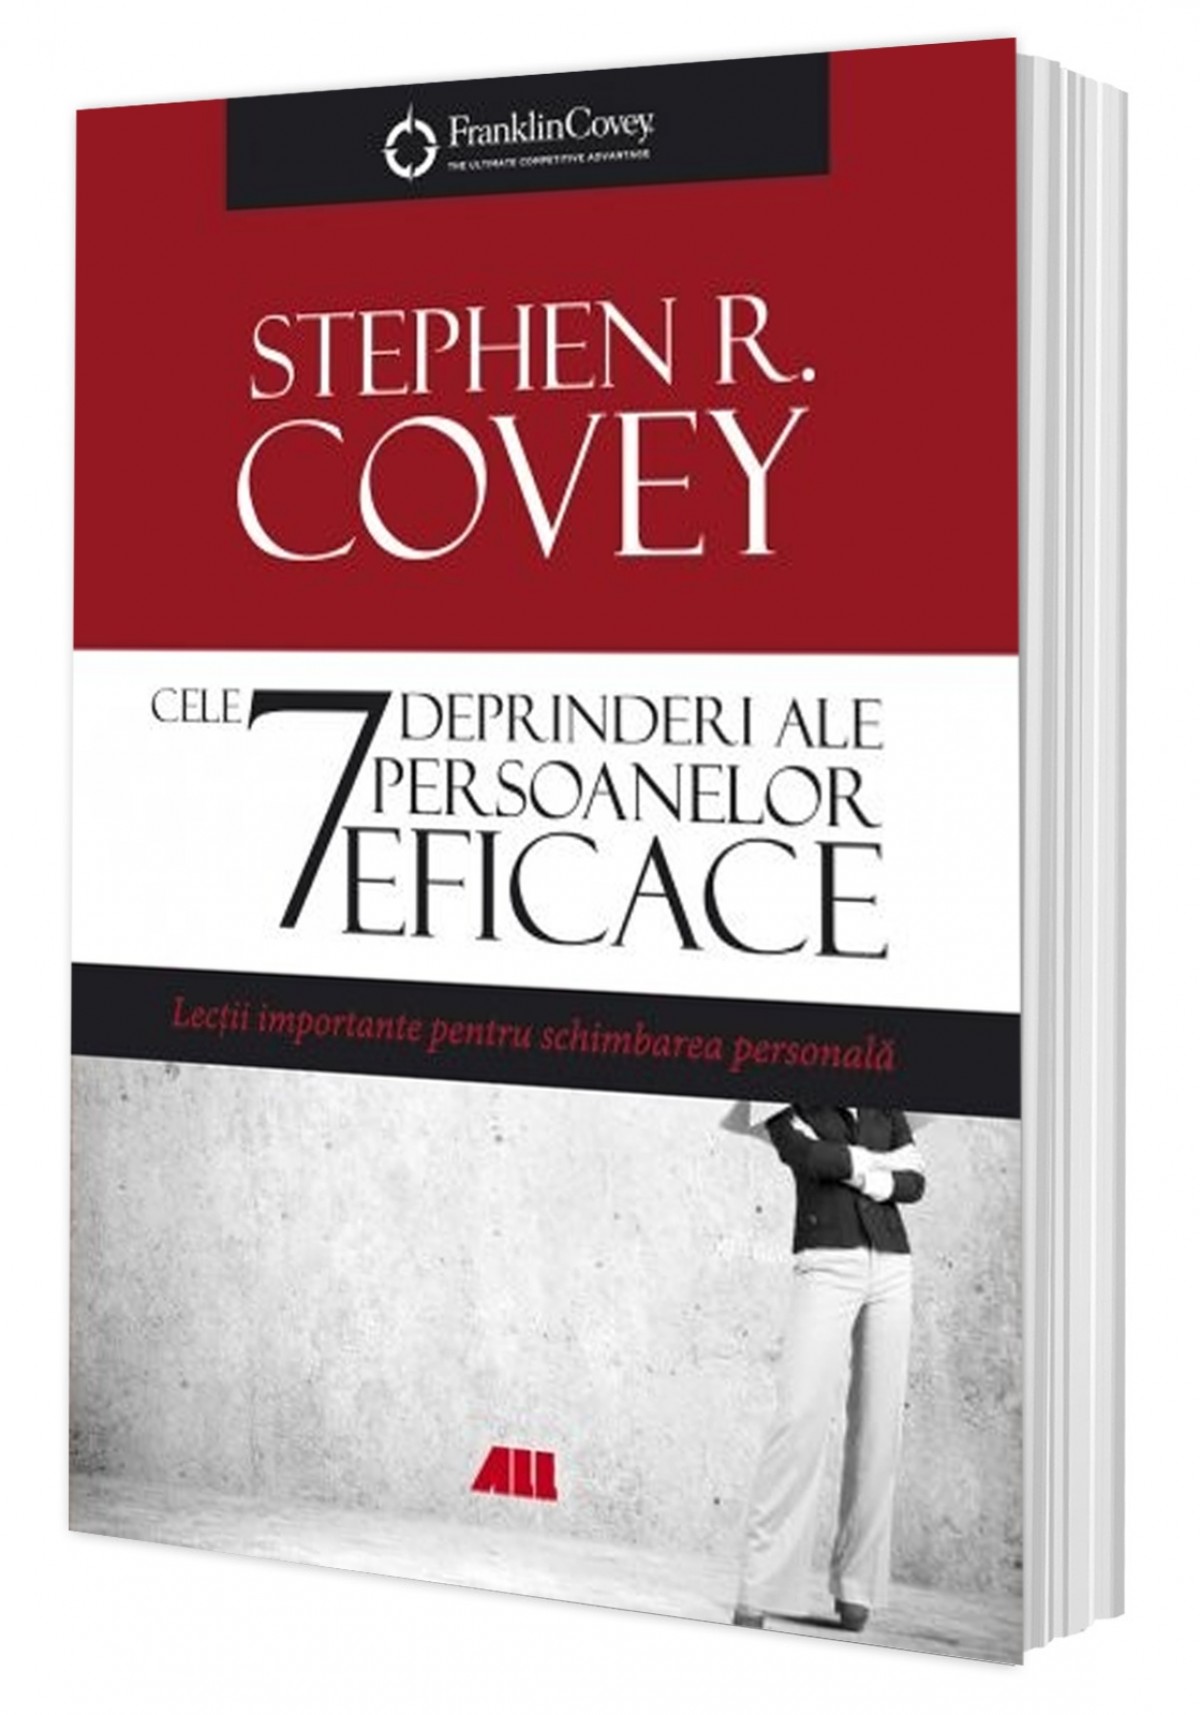 FranklinCovey
THE ULTIMATE COMPETITIVE ADVANTAGE
STEPHEN R.
COVEY
CELE 7 DEPRINDERI ALE
PERSOANELOR
EFICACE
Lecții importante pentru schimbarea personală
ALL